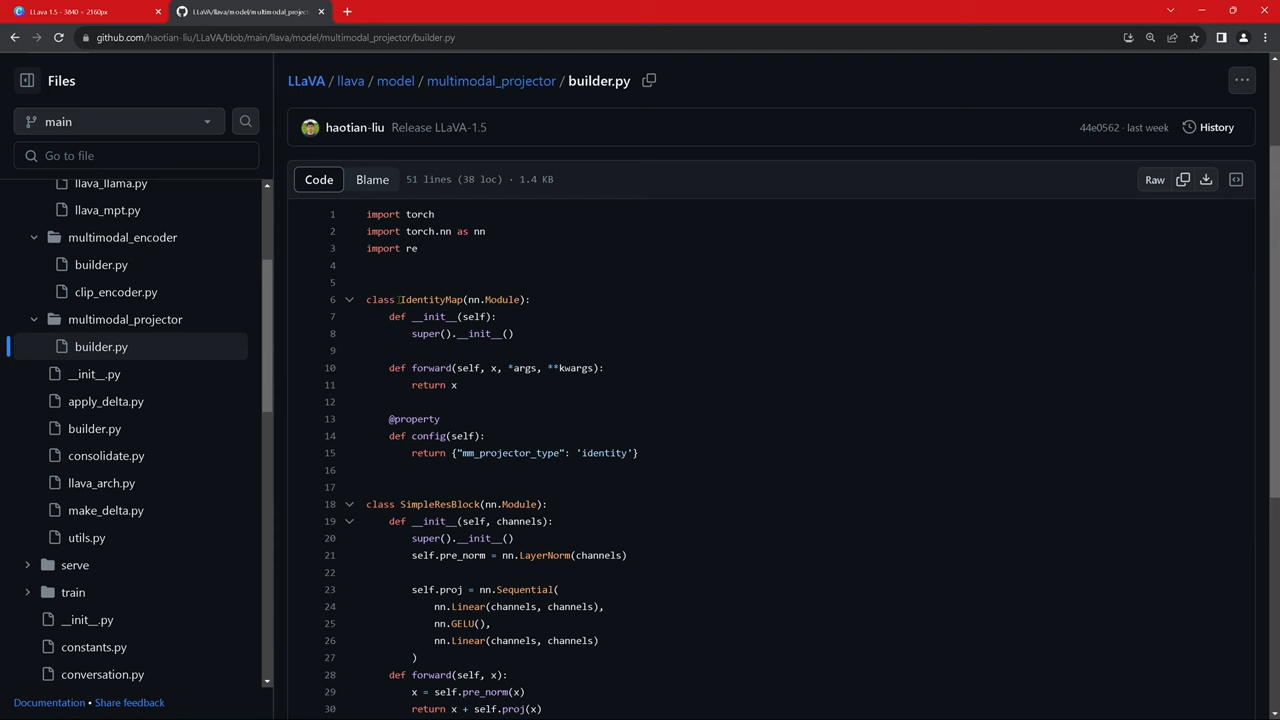 LLava 1.5 - 3840 × 2160px
LLaVA/llava/model/multimodal_projec
github.com/haotian-liu/LLaVA/blob/main/llava/model/multimodal_projector/builder.py
Files
main
Go to file
llava_llama.py
llava_mpt.py
multimodal_encoder
builder.py
clip_encoder.py
multimodal_projector
builder.py
__init__.py
apply_delta.py
builder.py
consolidate.py
llava_arch.py
make_delta.py
utils.py
serve
train
__init__.py
constants.py
conversation.py
Documentation • Share feedback
LLaVA / llava / model / multimodal_projector / builder.py
haotian-liu Release LLaVA-1.5
44e0562 · last week
History
Code
Blame
51 lines (38 loc) · 1.4 KB
Raw
1 import torch
2 import torch.nn as nn
3 import re
4
5
6 class IdentityMap(nn.Module):
7 def __init__(self):
8 super().__init__()
9
10 def forward(self, x, *args, **kwargs):
11 return x
12
13 @property
14 def config(self):
15 return {"mm_projector_type": 'identity'}
16
17
18 class SimpleResBlock(nn.Module):
19 def __init__(self, channels):
20 super().__init__()
21 self.pre_norm = nn.LayerNorm(channels)
22
23 self.proj = nn.Sequential(
24 nn.Linear(channels, channels),
25 nn.GELU(),
26 nn.Linear(channels, channels)
27 )
28 def forward(self, x):
29 x = self.pre_norm(x)
30 return x + self.proj(x)